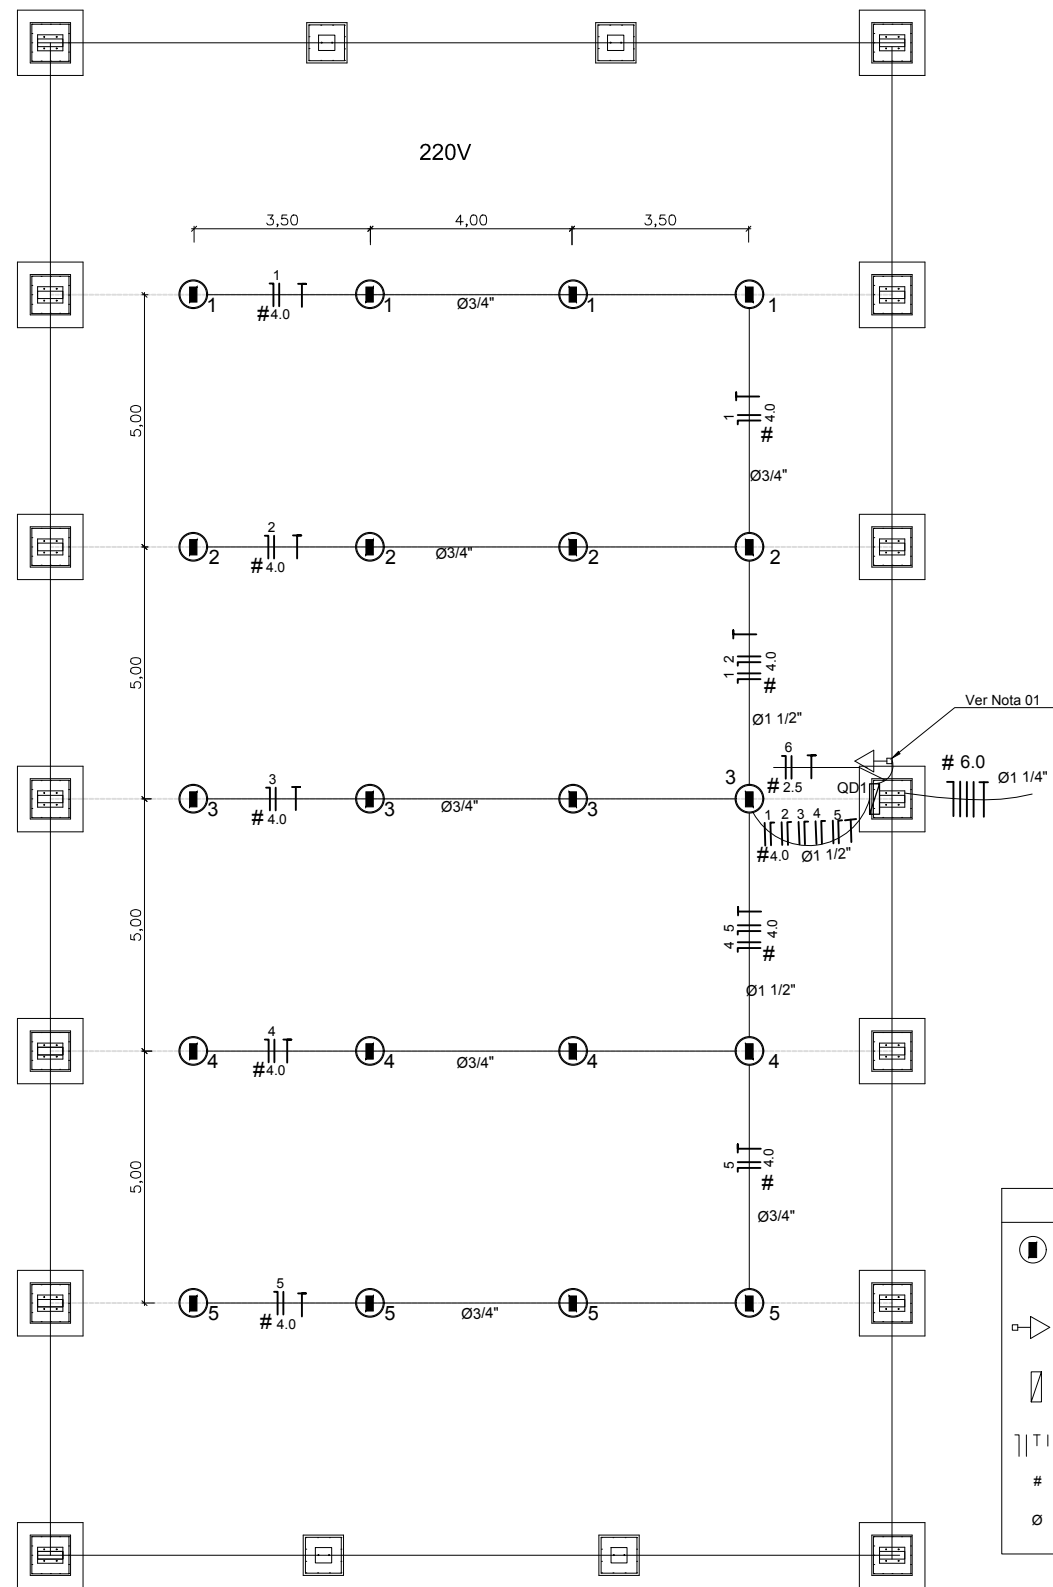 220V
3,50 4,00 3,50
1
1 1 1 1
#4.0
Ø3/4"
5,00
1 4.0
#
Ø3/4"
2
2 2 2 2
#4.0
Ø3/4"
5,00
1 2 4.0
#
Ø1 1/2"
Ver Nota 01
6
# 2.5
QD1
# 6.0
Ø1 1/4"
3
3 3 3 3
#4.0
Ø3/4"
1 2 3 4 5
#4.0 Ø1 1/2"
5,00
4 5 4.0
#
Ø1 1/2"
4
4 4 4 4
#4.0
Ø3/4"
5,00
5 4.0
#
Ø3/4"
5
5 5 5 5
# 4.0
Ø3/4"
#
Ø